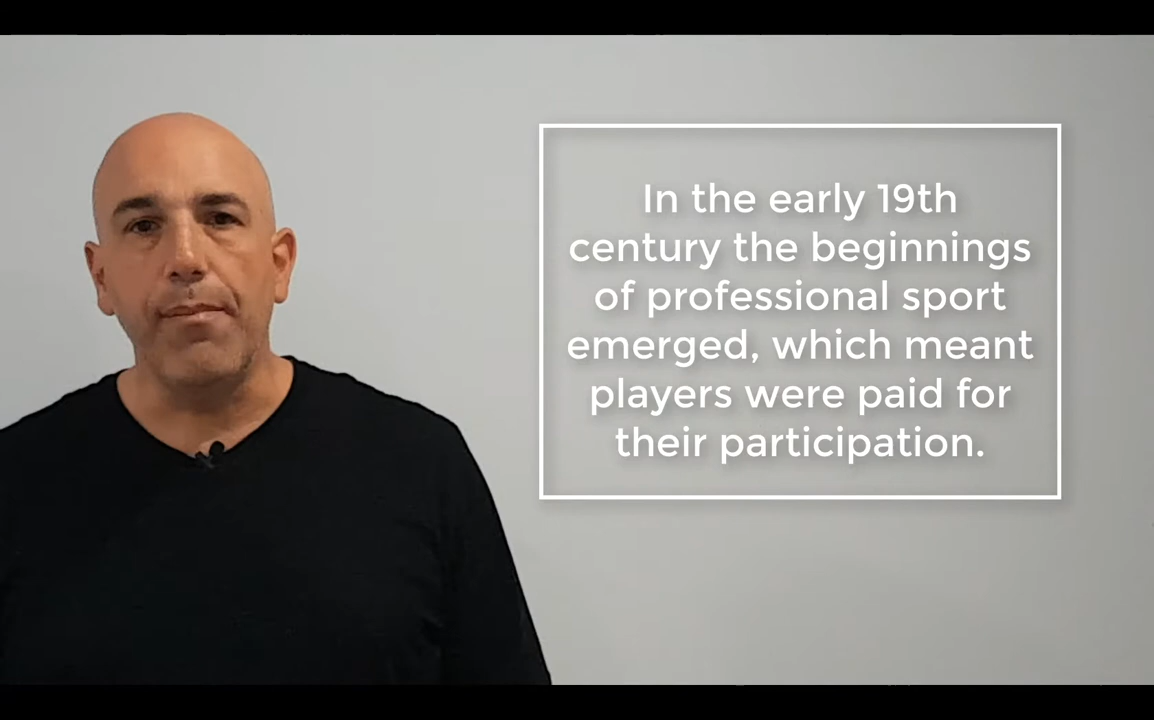 In the early 19th
century the beginnings
of professional sport
emerged, which meant
players were paid for
their participation.